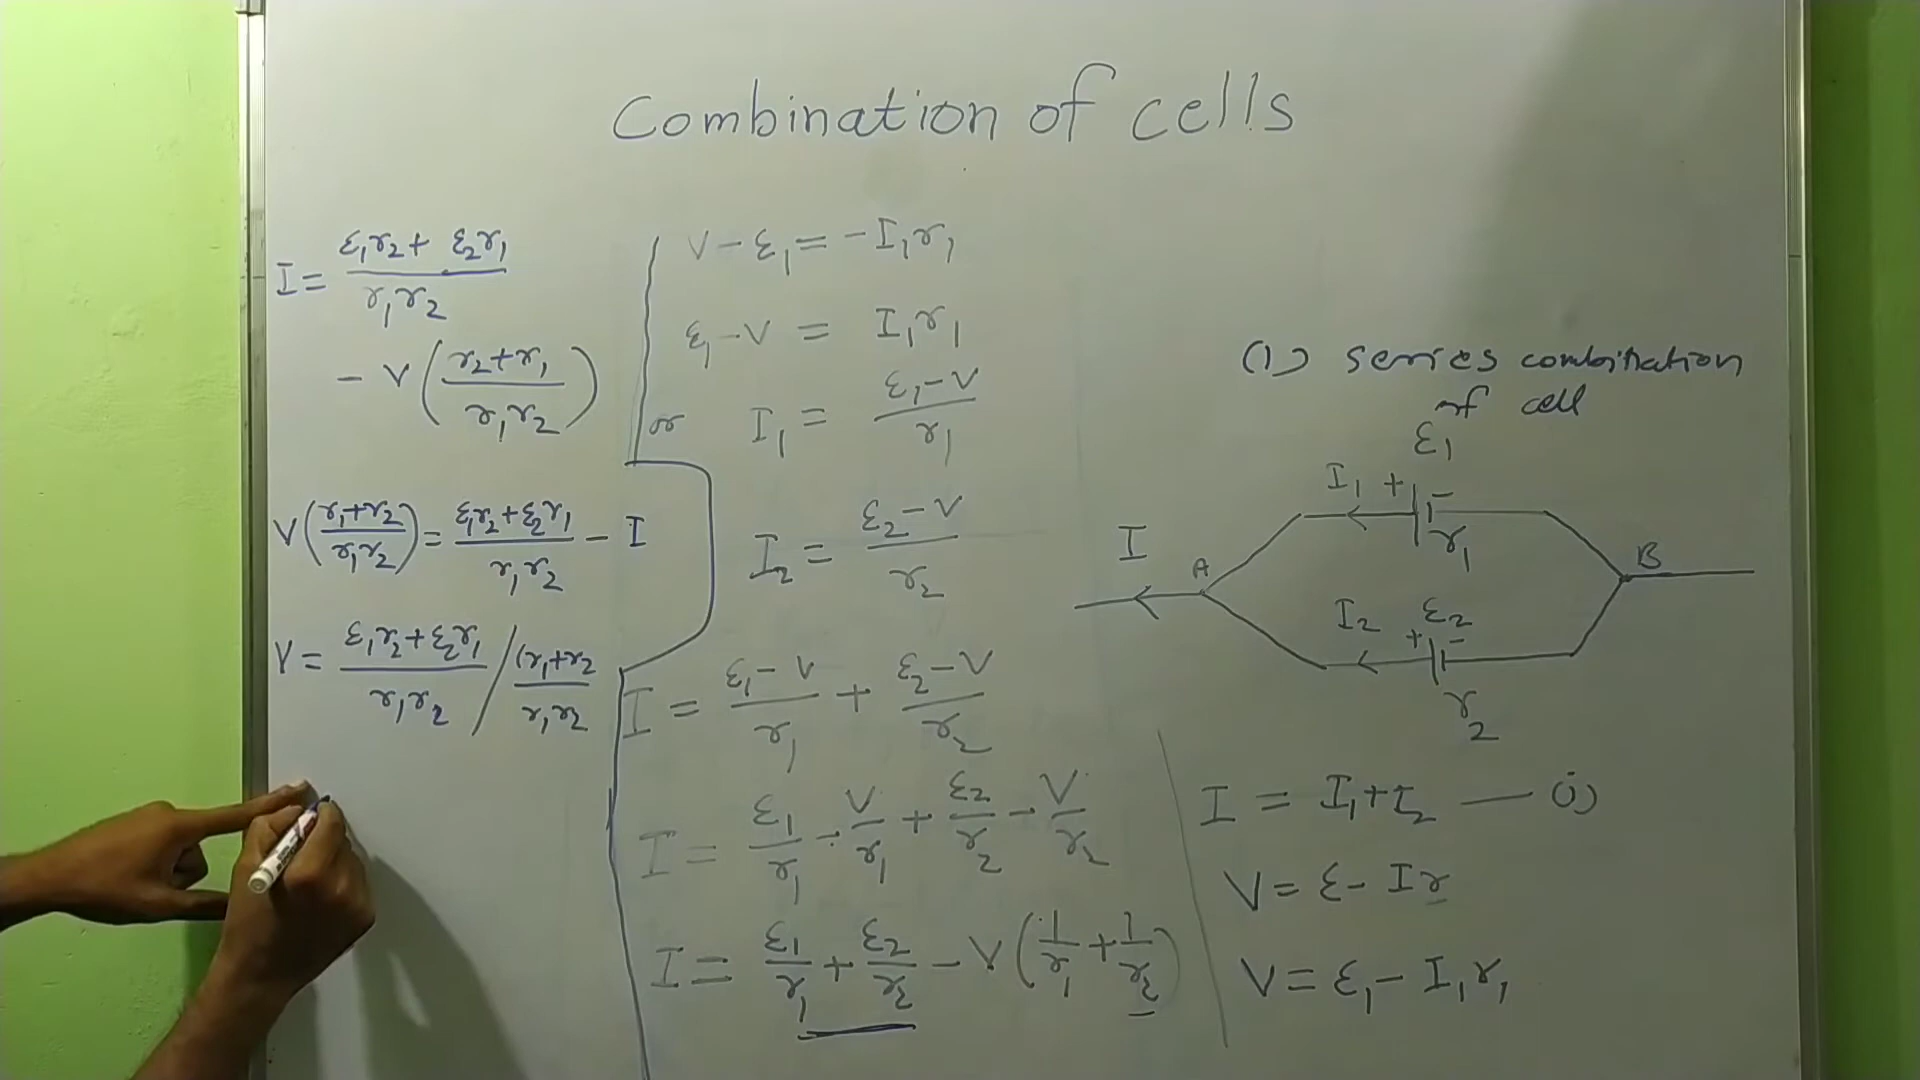 Combination of cells
I = (ε₁r₂ + ε₂r₁) / (r₁r₂)
− V((r₂+r₁) / (r₁r₂))
V((r₁+r₂) / (r₁r₂)) = (ε₁r₂+ε₂r₁) / (r₁r₂) − I
V = (ε₁r₂+ε₂r₁) / (r₁r₂) / (r₁+r₂ / (r₁r₂)
V−ε₁ = −I₁r₁
ε₁−V = I₁r₁
or I₁ = (ε₁−V) / r₁
I₂ = (ε₂−V) / r₂
I = (ε₁−V) / r₁ + (ε₂−V) / r₂
I = ε₁/r₁ − V/r₁ + ε₂/r₂ − V/r₂
I = ε₁/r₁ + ε₂/r₂ − V(1/r₁ + 1/r₂)
(1) series combination
of cell
ε₁
I₁ + −
r₁
I
A
B
I₂ ε₂
+ −
r₂
I = I₁+I₂ — (i)
V = ε − Ir
V = ε₁ − I₁r₁